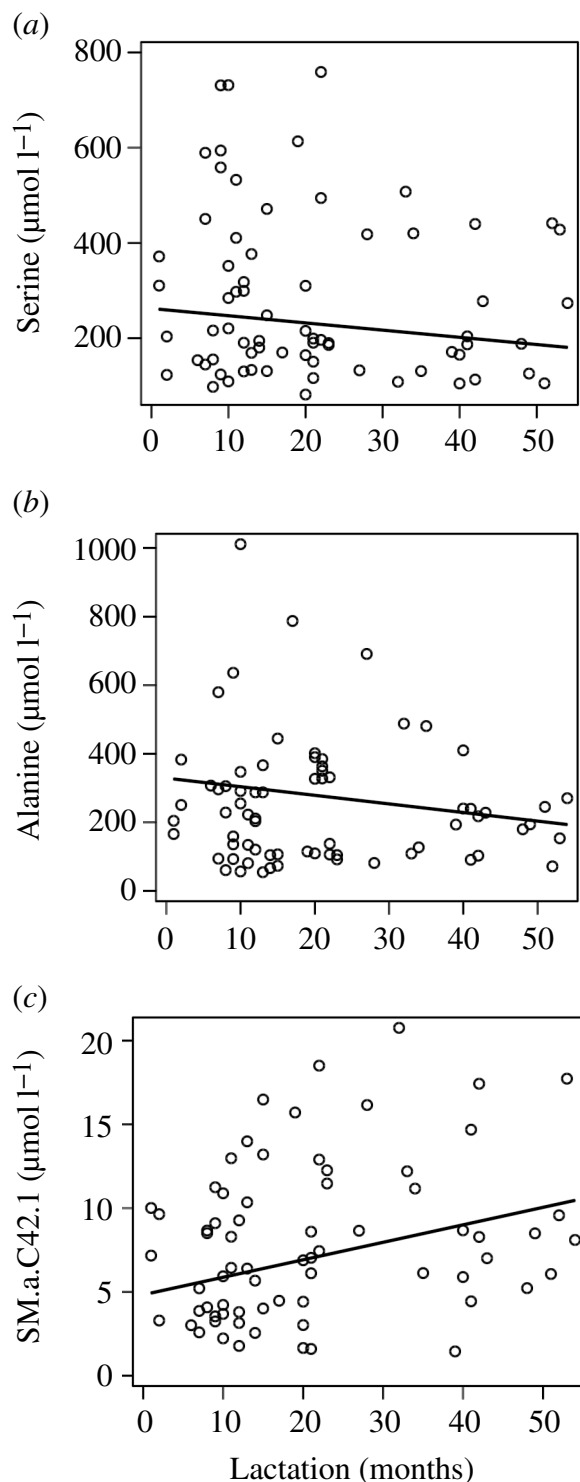 (a)
800
600
400
200
Serine (μmol l−1)
0 10 20 30 40 50
(b)
1000
800
600
400
200
0
Alanine (μmol l−1)
0 10 20 30 40 50
(c)
20
15
10
5
0
SM.a.C42.1 (μmol l−1)
0 10 20 30 40 50
Lactation (months)